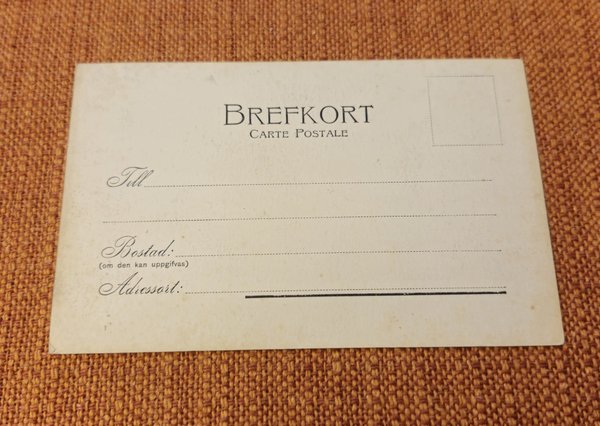 BREFKORT
CARTE POSTALE
Till
Bostad:
(om den kan uppgifvas)
Adressort: